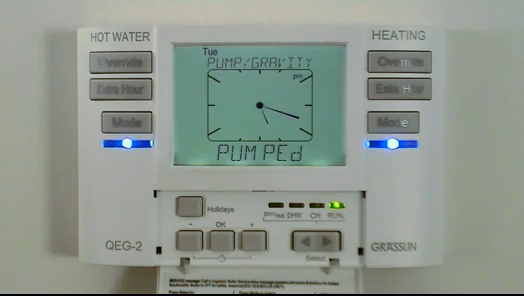 HOT WATER
HEATING
Override
Extra Hour
Mode
Tue
PUMP/GRAVITY
pm
PUMPEd
Override
Extra Hour
Mode
Holidays
DHW CH RUN
- OK +
Select
QEG-2
GRÄSSLIN